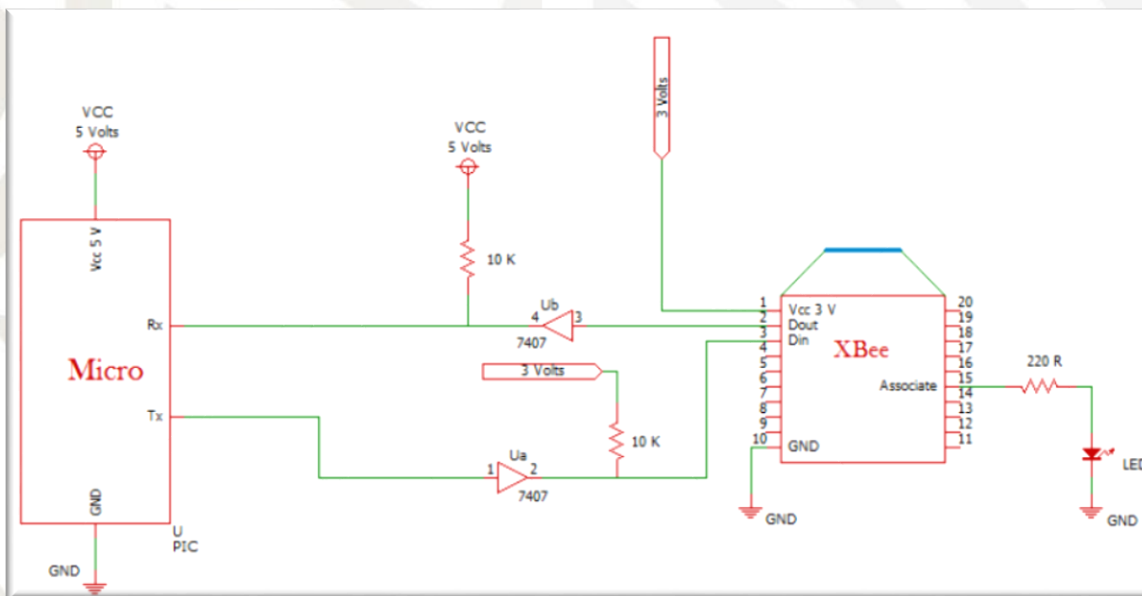 VCC
5 Volts
VCC
5 Volts
3 Volts
Vcc 5 V
10 K
Ub
4
3
7407
Rx
Micro
3 Volts
Tx
10 K
Ua
1
2
7407
GND
U
PIC
GND
1
2
3
4
5
6
7
8
9
10
Vcc 3 V
Dout
Din
XBee
Associate
GND
20
19
18
17
16
15
14
13
12
11
220 R
LED
GND
GND